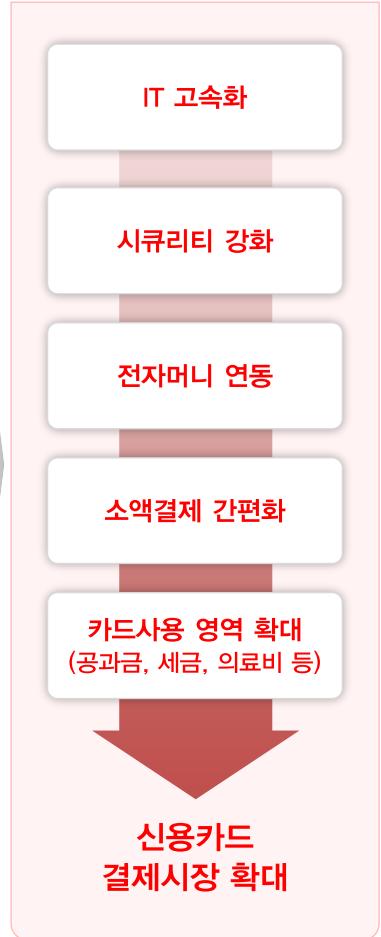 IT 고속화
시큐리티 강화
전자머니 연동
소액결제 간편화
카드사용 영역 확대
(공과금, 세금, 의료비 등)
신용카드
결제시장 확대